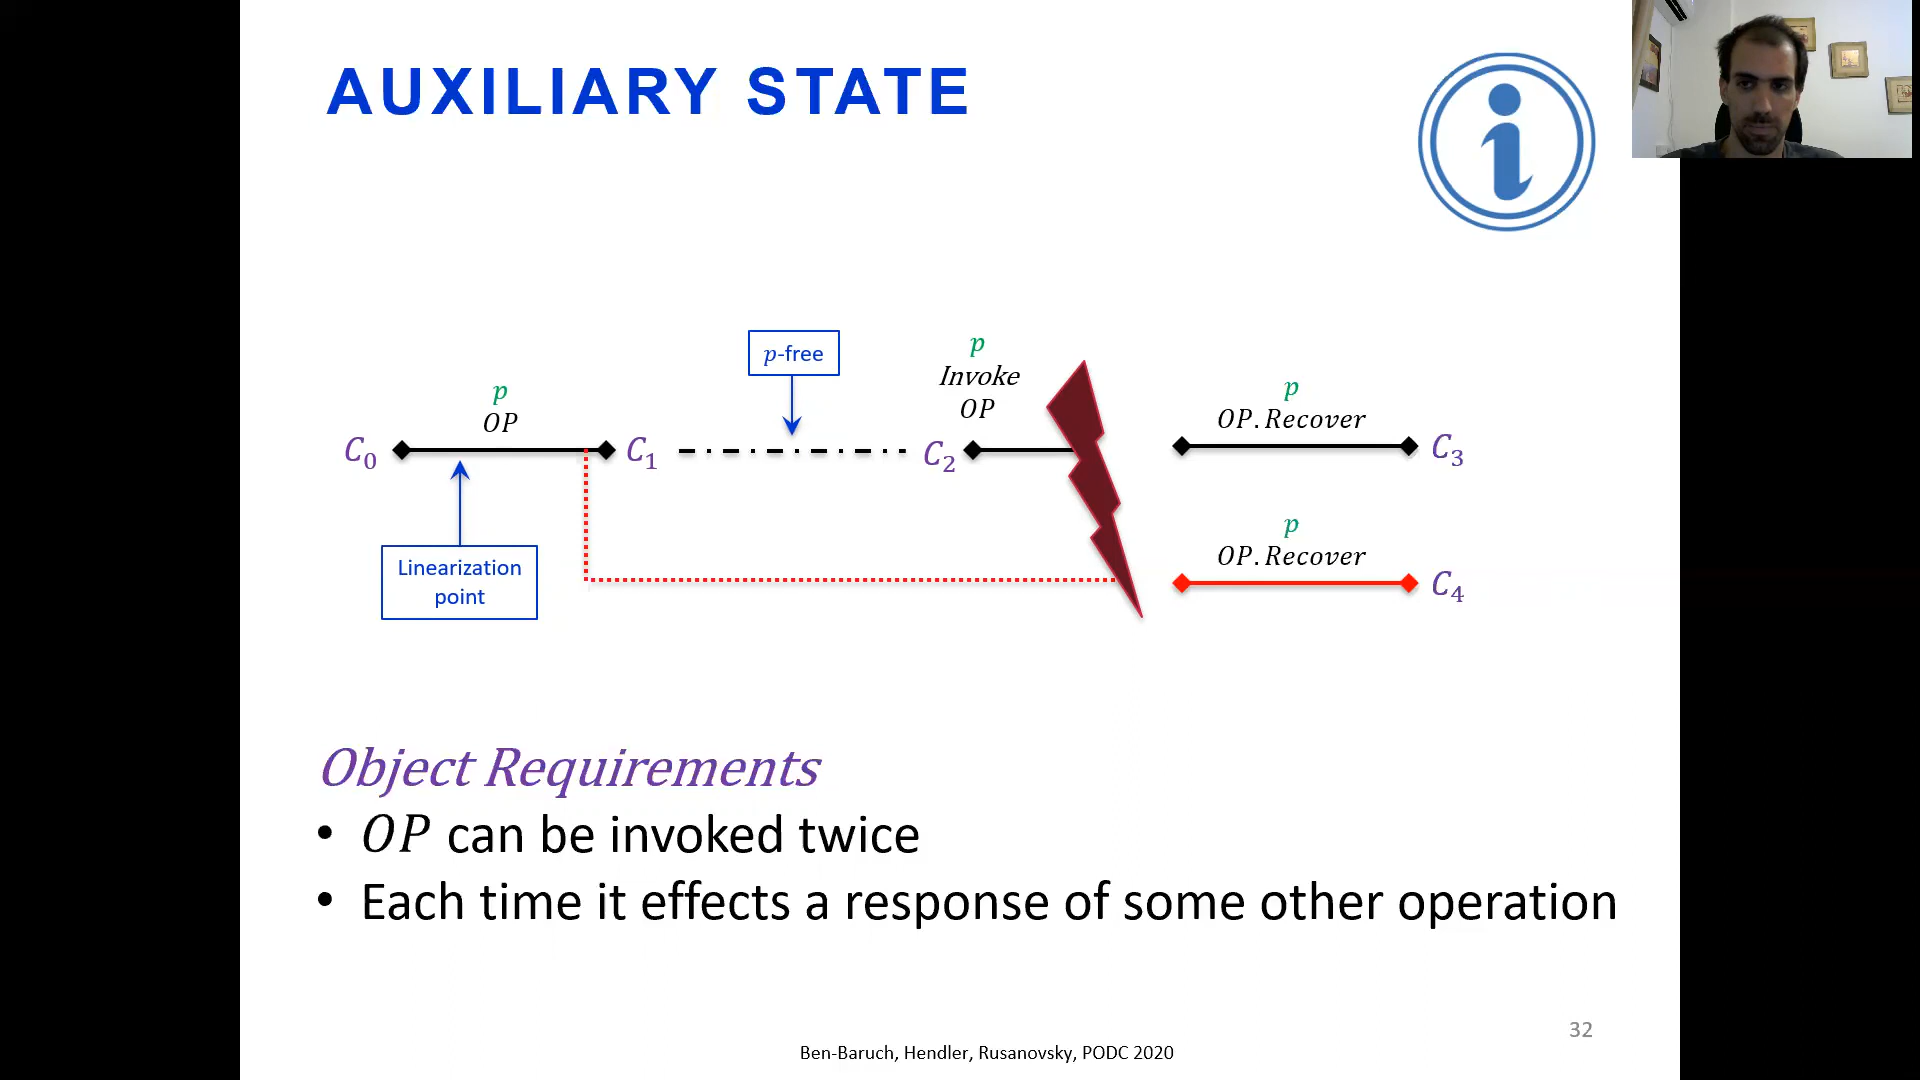 AUXILIARY STATE
i
p-free
p
Invoke
OP
p
OP
p
OP.Recover
C₀
C₁
C₂
C₃
p
OP.Recover
C₄
Linearization
point
Object Requirements
• OP can be invoked twice
• Each time it effects a response of some other operation
32
Ben-Baruch, Hendler, Rusanovsky, PODC 2020